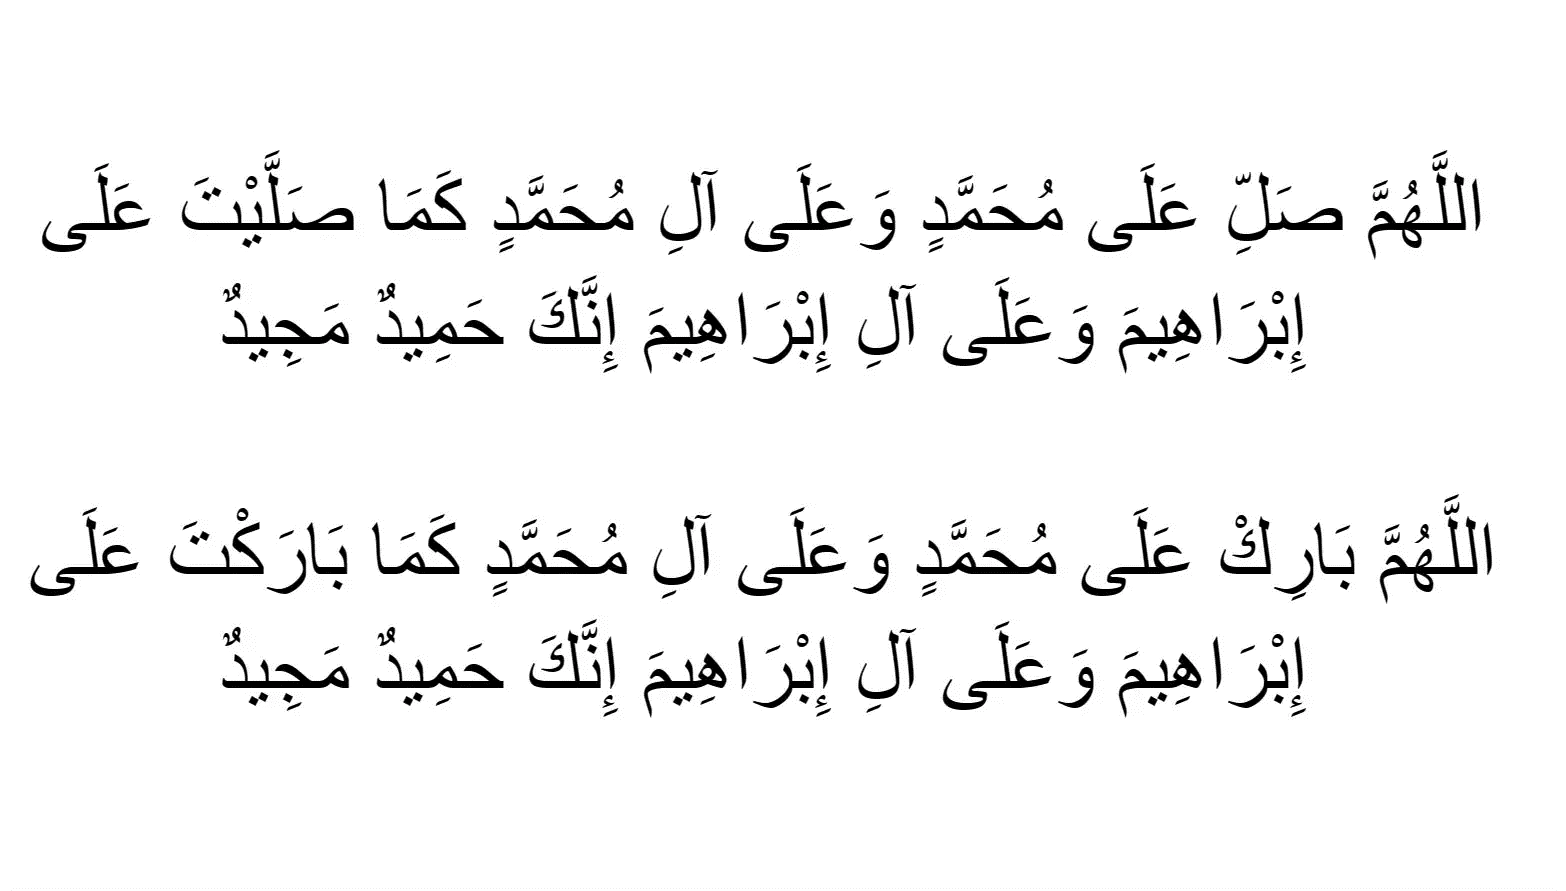 اللَّهُمَّ صَلِّ عَلَى مُحَمَّدٍ وَعَلَى آلِ مُحَمَّدٍ كَمَا صَلَّيْتَ عَلَى
إِبْرَاهِيمَ وَعَلَى آلِ إِبْرَاهِيمَ إِنَّكَ حَمِيدٌ مَجِيدٌ
اللَّهُمَّ بَارِكْ عَلَى مُحَمَّدٍ وَعَلَى آلِ مُحَمَّدٍ كَمَا بَارَكْتَ عَلَى
إِبْرَاهِيمَ وَعَلَى آلِ إِبْرَاهِيمَ إِنَّكَ حَمِيدٌ مَجِيدٌ